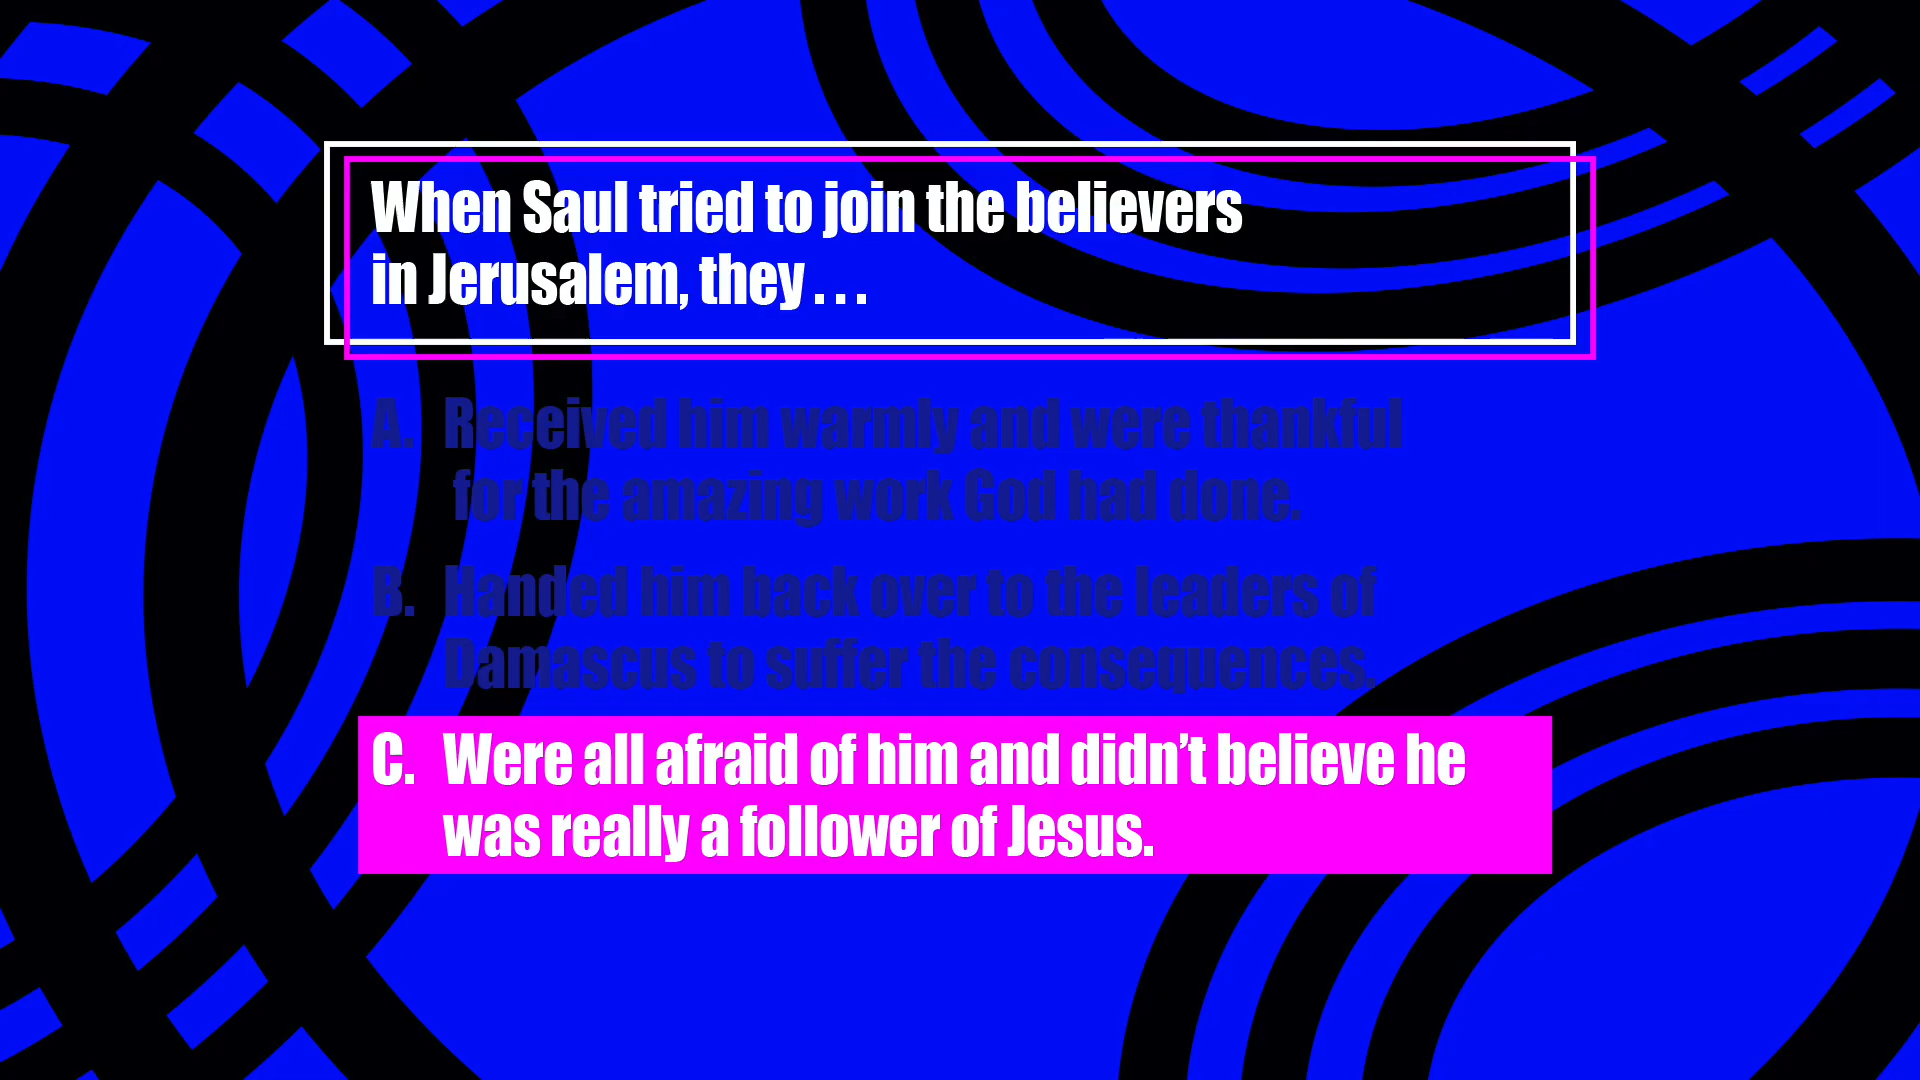 When Saul tried to join the believers
in Jerusalem, they . . .
A. Received him warmly and were thankful
for the amazing work God had done.
B. Handed him back over to the leaders of
Damascus to suffer the consequences.
C. Were all afraid of him and didn’t believe he
was really a follower of Jesus.